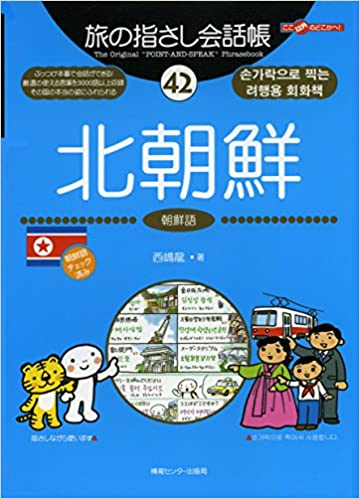 旅の指さし会話帳
ここ以外のどこかへ!
The Original "POINT-AND-SPEAK" Phrasebook
42
ぶっつけ本番で会話ができる!
厳選の使える言葉を3000語以上収録
その国の本当の姿にふれられる
손가락으로 찍는
려행용 회화책
北朝鮮
朝鮮語
西嶋龍・著
朝鮮語
チェック
済み
指さしながら使います▲
▲손가락으로 찍어서 사용합니다.
情報センター出版局